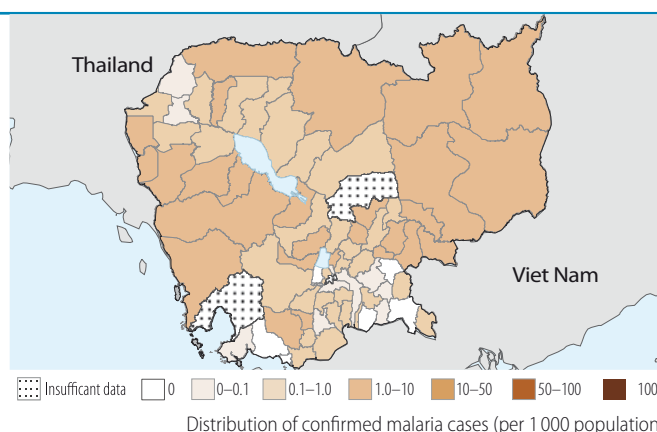 Thailand
Viet Nam
Insufficant data 0 0–0.1 0.1–1.0 1.0–10 10–50 50–100 100
Distribution of confirmed malaria cases (per 1 000 population